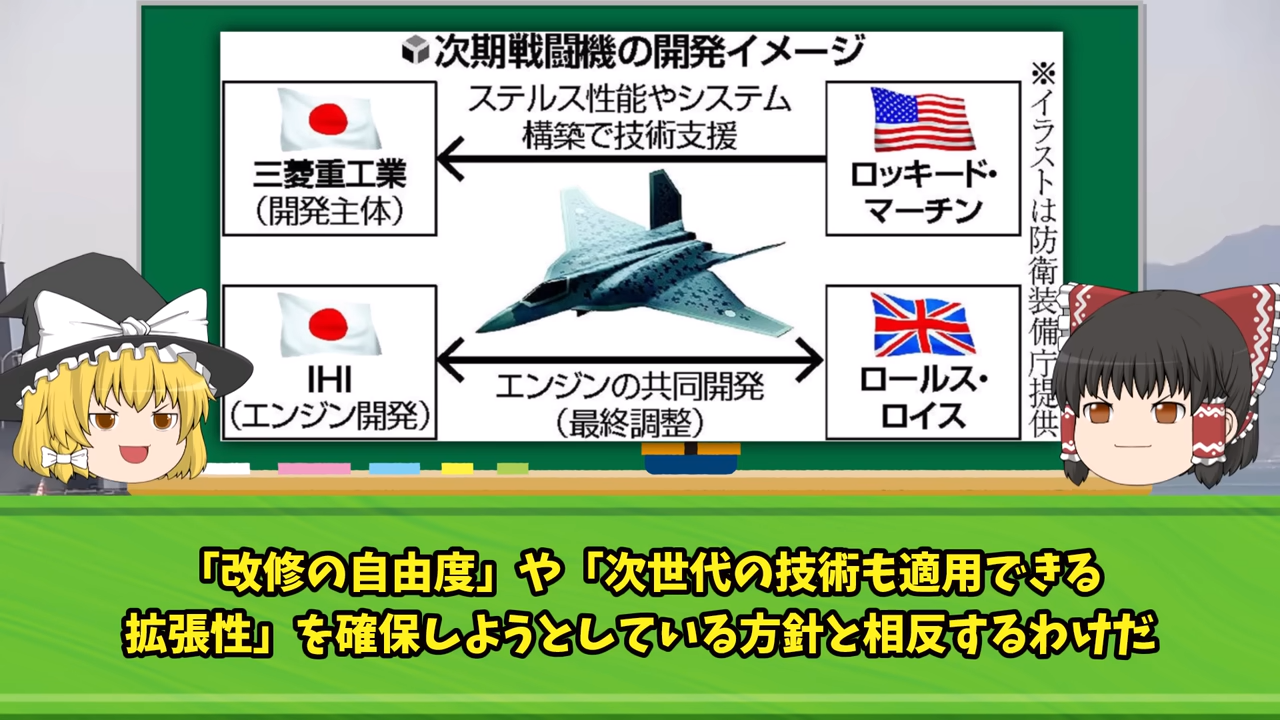 次期戦闘機の開発イメージ
ステルス性能やシステム
構築で技術支援
三菱重工業
（開発主体）
ロッキード・
マーチン
IHI
（エンジン開発）
エンジンの共同開発
（最終調整）
ロールス・
ロイス
※イラストは防衛装備庁提供
「改修の自由度」や「次世代の技術も適用できる
拡張性」を確保しようとしている方針と相反するわけだ